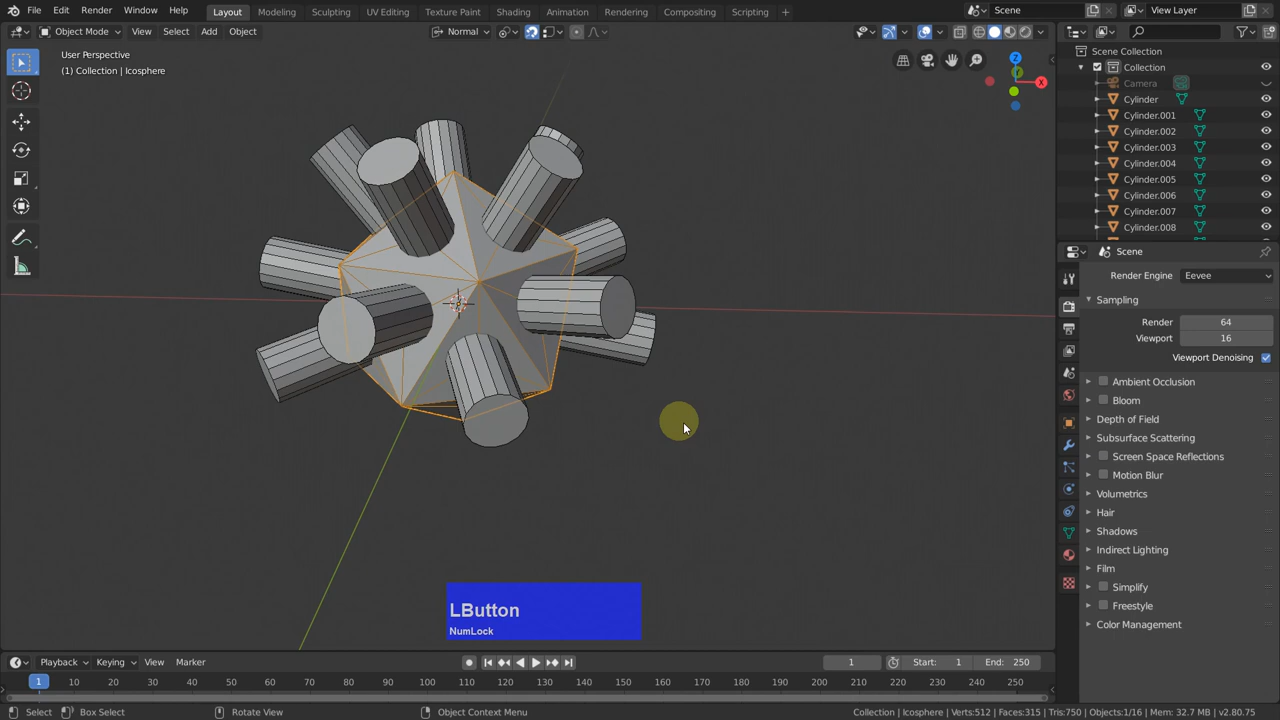 File Edit Render Window Help Layout Modeling Sculpting UV Editing Texture Paint Shading Animation Rendering Compositing Scripting + Scene View Layer
Object Mode View Select Add Object Normal
User Perspective
(1) Collection | Icosphere
Z
X
Scene Collection
Collection
Camera
Cylinder
Cylinder.001
Cylinder.002
Cylinder.003
Cylinder.004
Cylinder.005
Cylinder.006
Cylinder.007
Cylinder.008
Scene
Render Engine Eevee
Sampling
Render 64
Viewport 16
Viewport Denoising
Ambient Occlusion
Bloom
Depth of Field
Subsurface Scattering
Screen Space Reflections
Motion Blur
Volumetrics
Hair
Shadows
Indirect Lighting
Film
Simplify
Freestyle
Color Management
LButton
NumLock
Playback Keying View Marker 1 Start: 1 End: 250
1 10 20 30 40 50 60 70 80 90 100 110 120 130 140 150 160 170 180 190 200 210 220 230 240 250
Select Box Select Rotate View Object Context Menu Collection | Icosphere | Verts:512 | Faces:315 | Tris:750 | Objects:1/16 | Mem: 32.7 MB | v2.80.75